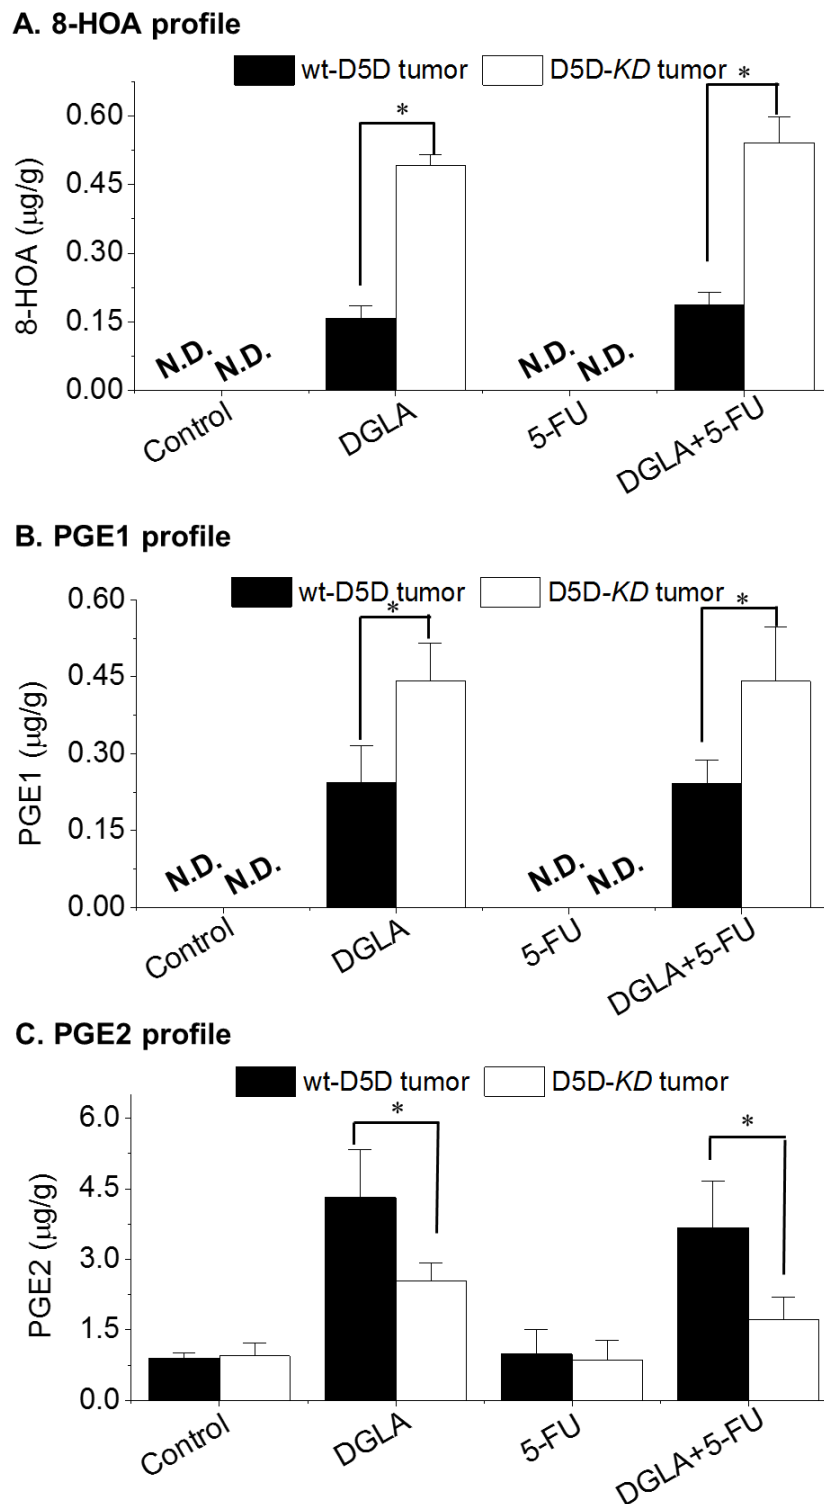 A. 8-HOA profile
wt-D5D tumor D5D-KD tumor
*
*
0.60
0.45
0.30
0.15
0.00
8-HOA (μg/g)
N.D. N.D. N.D. N.D.
Control DGLA 5-FU DGLA+5-FU
B. PGE1 profile
wt-D5D tumor D5D-KD tumor
* *
0.60
0.45
0.30
0.15
0.00
PGE1 (μg/g)
N.D. N.D. N.D. N.D.
Control DGLA 5-FU DGLA+5-FU
C. PGE2 profile
wt-D5D tumor D5D-KD tumor
* *
6.0
4.5
3.0
1.5
0.0
PGE2 (μg/g)
Control DGLA 5-FU DGLA+5-FU